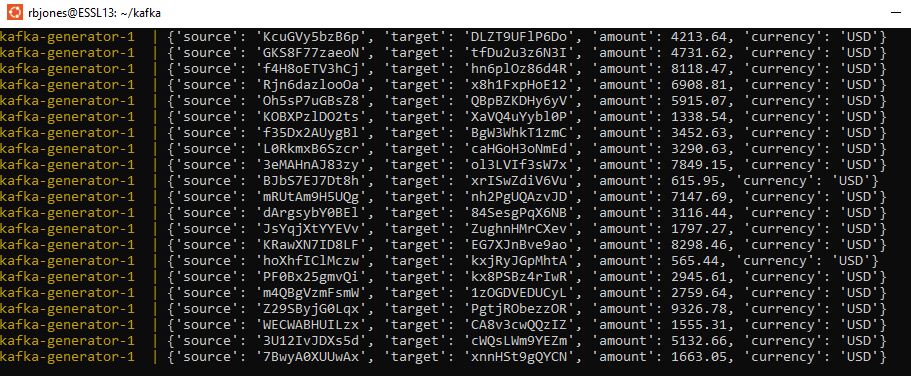 rbjones@ESSL13: ~/kafka
kafka-generator-1 | {'source': 'KcuGVy5bzB6p', 'target': 'DLZT9UFlP6Do', 'amount': 4213.64, 'currency': 'USD'}
kafka-generator-1 | {'source': 'GKS8F77zaeoN', 'target': 'tfDu2u3z6N3I', 'amount': 4731.62, 'currency': 'USD'}
kafka-generator-1 | {'source': 'f4H8oETV3hCj', 'target': 'hn6plOz86d4R', 'amount': 8118.47, 'currency': 'USD'}
kafka-generator-1 | {'source': 'Rjn6dazlooOa', 'target': 'x8h1FxpHoE12', 'amount': 6908.81, 'currency': 'USD'}
kafka-generator-1 | {'source': 'Oh5sP7uGBsZ8', 'target': 'QBpBZKDHy6yV', 'amount': 5915.07, 'currency': 'USD'}
kafka-generator-1 | {'source': 'KOBXPzlDO2ts', 'target': 'XaVQ4uYybl0P', 'amount': 1338.54, 'currency': 'USD'}
kafka-generator-1 | {'source': 'f35Dx2AUygBl', 'target': 'BgW3WhkT1zmC', 'amount': 3452.63, 'currency': 'USD'}
kafka-generator-1 | {'source': 'L0RkmxB6Szcr', 'target': 'caHGoH3oNmEd', 'amount': 3290.63, 'currency': 'USD'}
kafka-generator-1 | {'source': '3eMAHnAJ83zy', 'target': 'ol3LVIf3sW7x', 'amount': 7849.15, 'currency': 'USD'}
kafka-generator-1 | {'source': 'BJbS7EJ7Dt8h', 'target': 'xrISwZdiV6Vu', 'amount': 615.95, 'currency': 'USD'}
kafka-generator-1 | {'source': 'mRUtAm9H5UQg', 'target': 'nh2PgUQAzvJD', 'amount': 7147.69, 'currency': 'USD'}
kafka-generator-1 | {'source': 'dArgsybY0BEl', 'target': '84SesgPqX6NB', 'amount': 3116.44, 'currency': 'USD'}
kafka-generator-1 | {'source': 'JsYqjXtYYEVv', 'target': 'ZughnHMrCXev', 'amount': 1797.27, 'currency': 'USD'}
kafka-generator-1 | {'source': 'KRawXN7ID8LF', 'target': 'EG7XJnBve9ao', 'amount': 8298.46, 'currency': 'USD'}
kafka-generator-1 | {'source': 'hoXhfIClMczw', 'target': 'kxjRyJGpMhtA', 'amount': 565.44, 'currency': 'USD'}
kafka-generator-1 | {'source': 'PF0Bx25gmvQi', 'target': 'kx8PSBz4rIwR', 'amount': 2945.61, 'currency': 'USD'}
kafka-generator-1 | {'source': 'm4QBgVzmFsmW', 'target': '1zOGDVEDUCyL', 'amount': 2759.64, 'currency': 'USD'}
kafka-generator-1 | {'source': 'Z29SByjG0Lqx', 'target': 'PgtjRObezzOR', 'amount': 9326.78, 'currency': 'USD'}
kafka-generator-1 | {'source': 'WECWABHUILzx', 'target': 'CA8v3cwQQzIZ', 'amount': 1555.31, 'currency': 'USD'}
kafka-generator-1 | {'source': '3U12IvJDXs5d', 'target': 'cWQsLWm9YEZm', 'amount': 5132.66, 'currency': 'USD'}
kafka-generator-1 | {'source': '7BwyA0XUUwAx', 'target': 'xnnHSt9gQYCN', 'amount': 1663.05, 'currency': 'USD'}